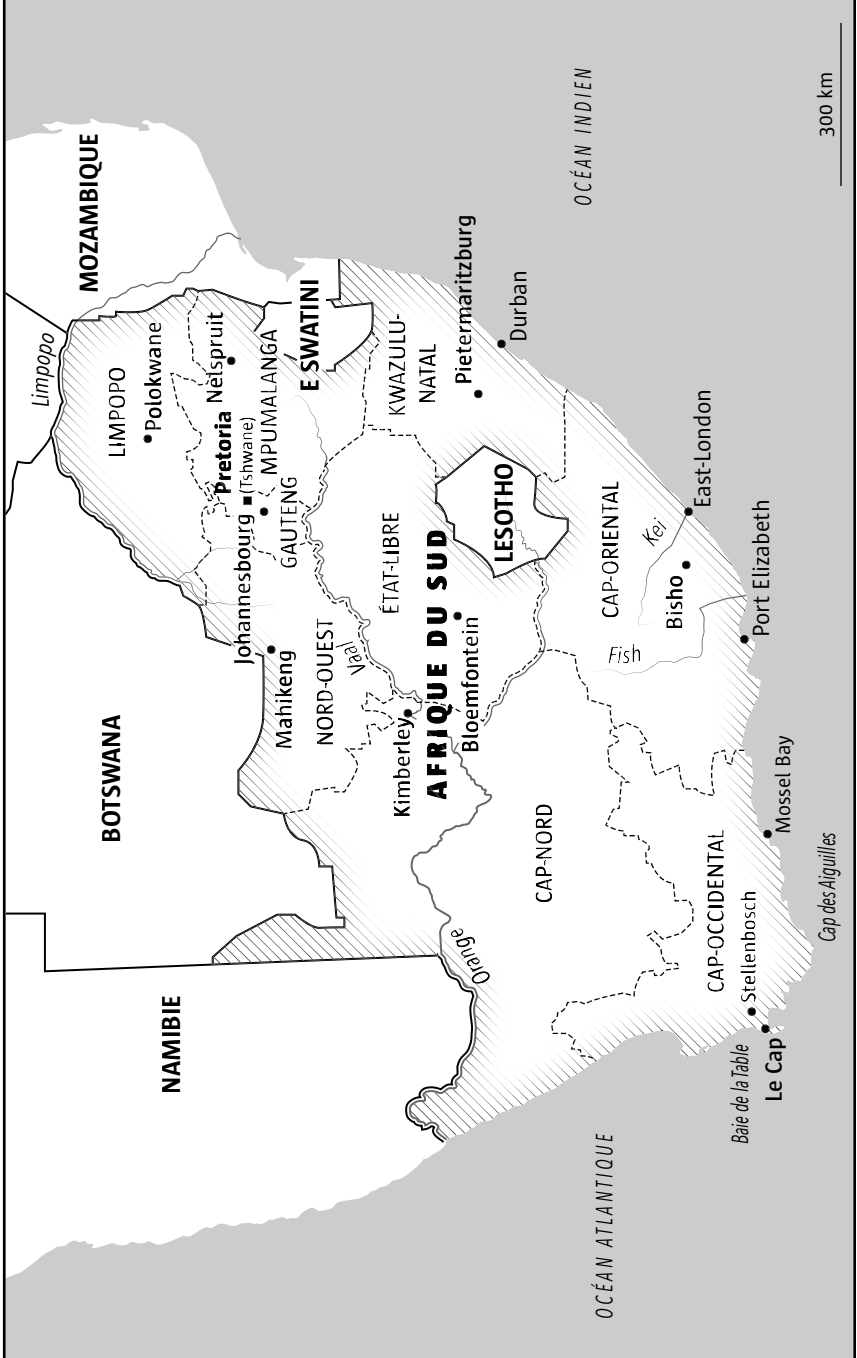 NAMIBIE
BOTSWANA
MOZAMBIQUE
Limpopo
LIMPOPO
Polokwane
Nelspruit
Pretoria
(Tshwane)
MPUMALANGA
Johannesbourg
GAUTENG
E SWATINI
Mahikeng
NORD-OUEST
Vaal
ÉTAT-LIBRE
KWAZULU-
NATAL
Pietermaritzburg
Durban
Kimberley
AFRIQUE DU SUD
Bloemfontein
LESOTHO
Orange
CAP-NORD
CAP-ORIENTAL
Kei
Fish
Bisho
East-London
Port Elizabeth
CAP-OCCIDENTAL
Stellenbosch
Baie de la Table
Le Cap
Mossel Bay
Cap des Aiguilles
OCÉAN ATLANTIQUE
OCÉAN INDIEN
300 km